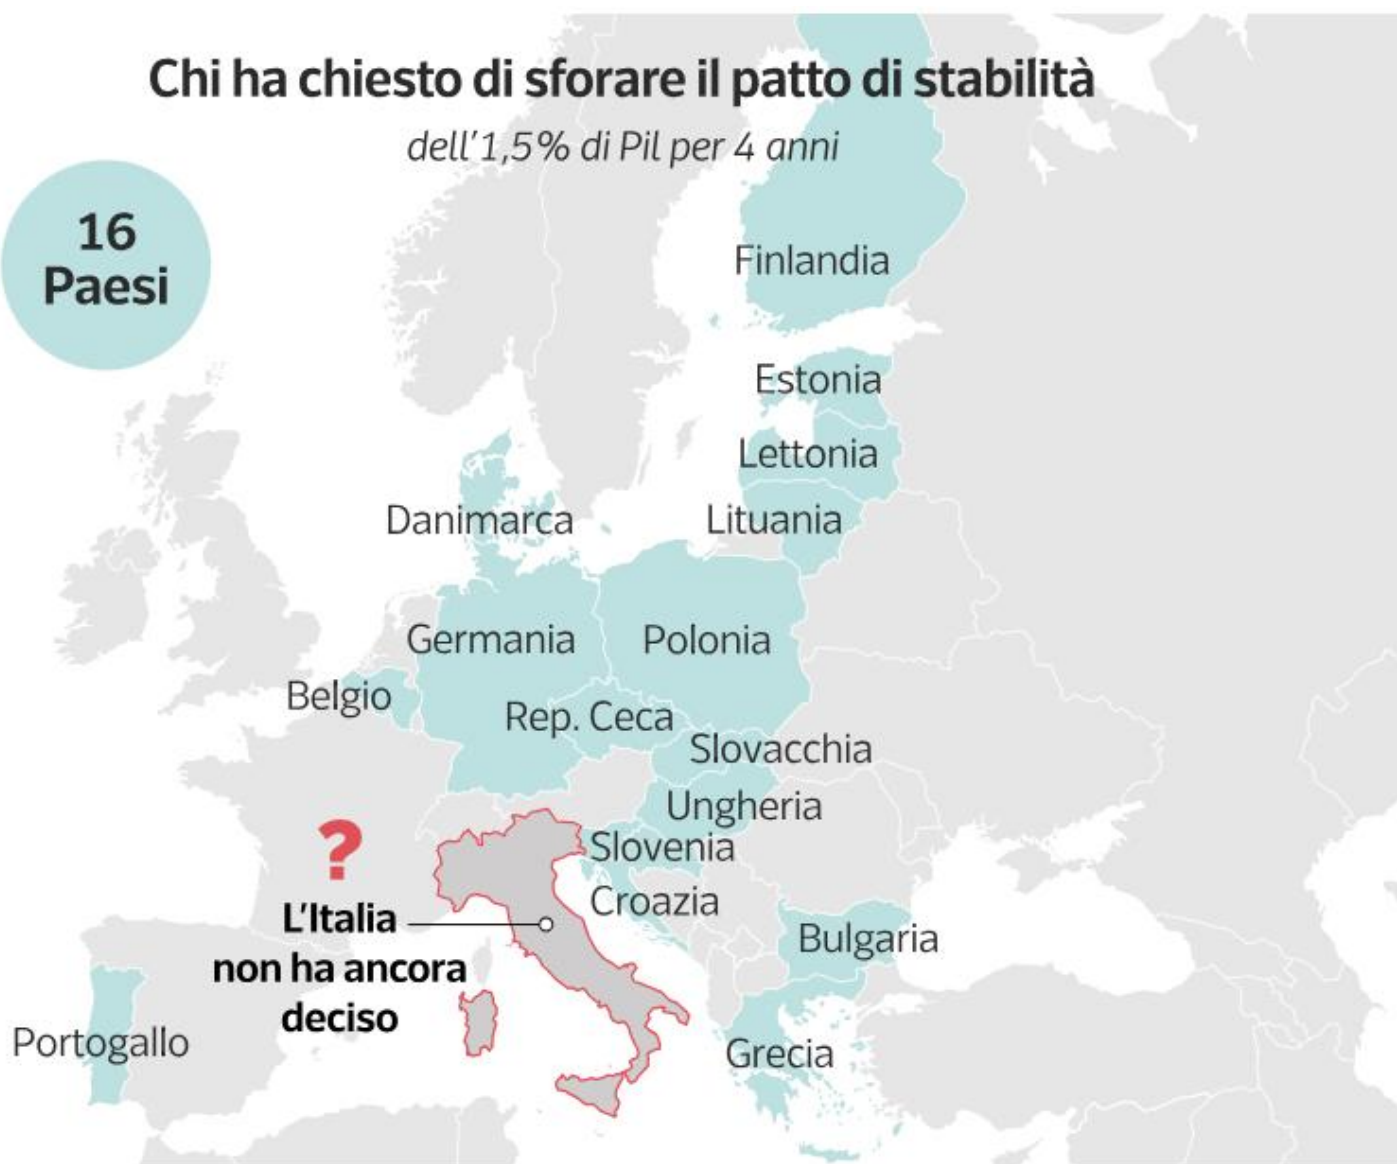 Chi ha chiesto di sforare il patto di stabilità
dell'1,5% di Pil per 4 anni
16
Paesi
Finlandia
Estonia
Lettonia
Danimarca
Lituania
Germania
Polonia
Belgio
Rep. Ceca
Slovacchia
Ungheria
Slovenia
Croazia
?
L'Italia
non ha ancora
deciso
Bulgaria
Portogallo
Grecia